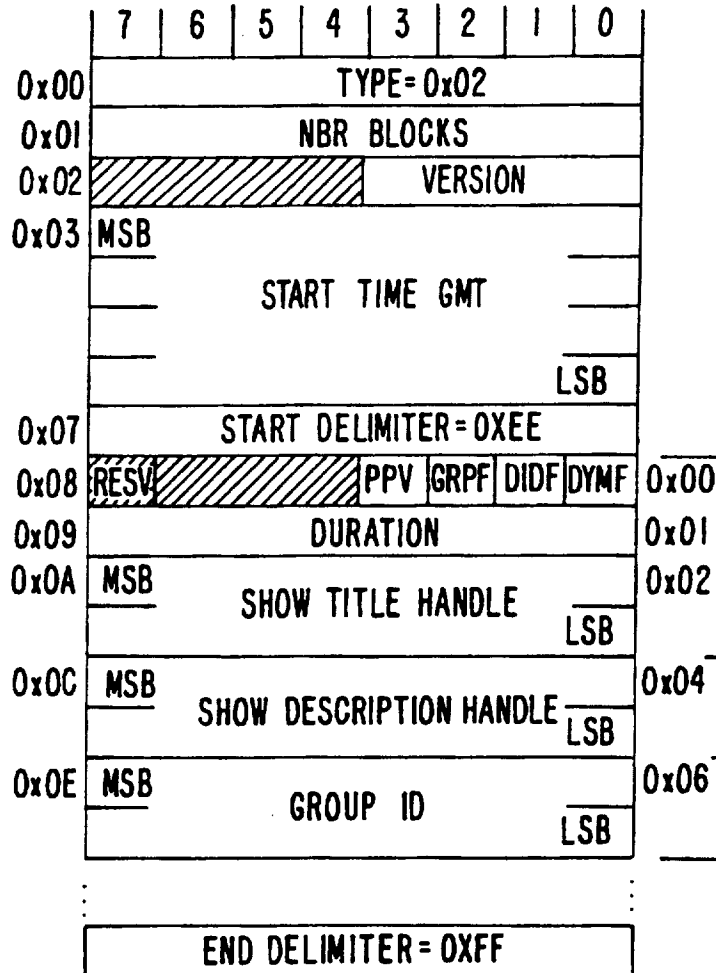 7 6 5 4 3 2 1 0
0x00 TYPE=0x02
0x01 NBR BLOCKS
0x02 VERSION
0x03 MSB
START TIME GMT
LSB
0x07 START DELIMITER=0XEE
0x08 RESV PPV GRPF DIDF DYMF 0x00
0x09 DURATION 0x01
0x0A MSB 0x02
SHOW TITLE HANDLE
LSB
0x0C MSB 0x04
SHOW DESCRIPTION HANDLE
LSB
0x0E MSB 0x06
GROUP ID
LSB
END DELIMITER=0XFF